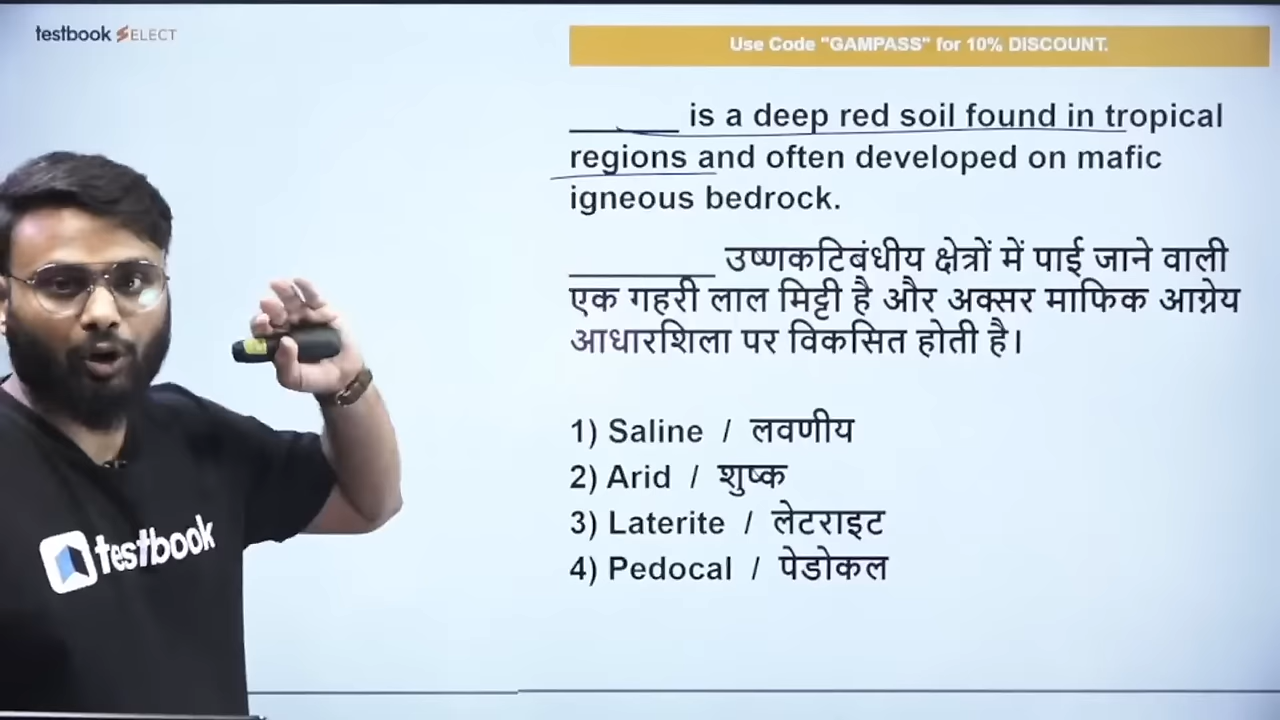 testbook SELECT
Use Code "GAMPASS" for 10% DISCOUNT.
______ is a deep red soil found in tropical
regions and often developed on mafic
igneous bedrock.
________ उष्णकटिबंधीय क्षेत्रों में पाई जाने वाली
एक गहरी लाल मिट्टी है और अक्सर माफिक आग्नेय
आधारशिला पर विकसित होती है।
1) Saline / लवणीय
2) Arid / शुष्क
3) Laterite / लेटराइट
4) Pedocal / पेडोकल
testbook